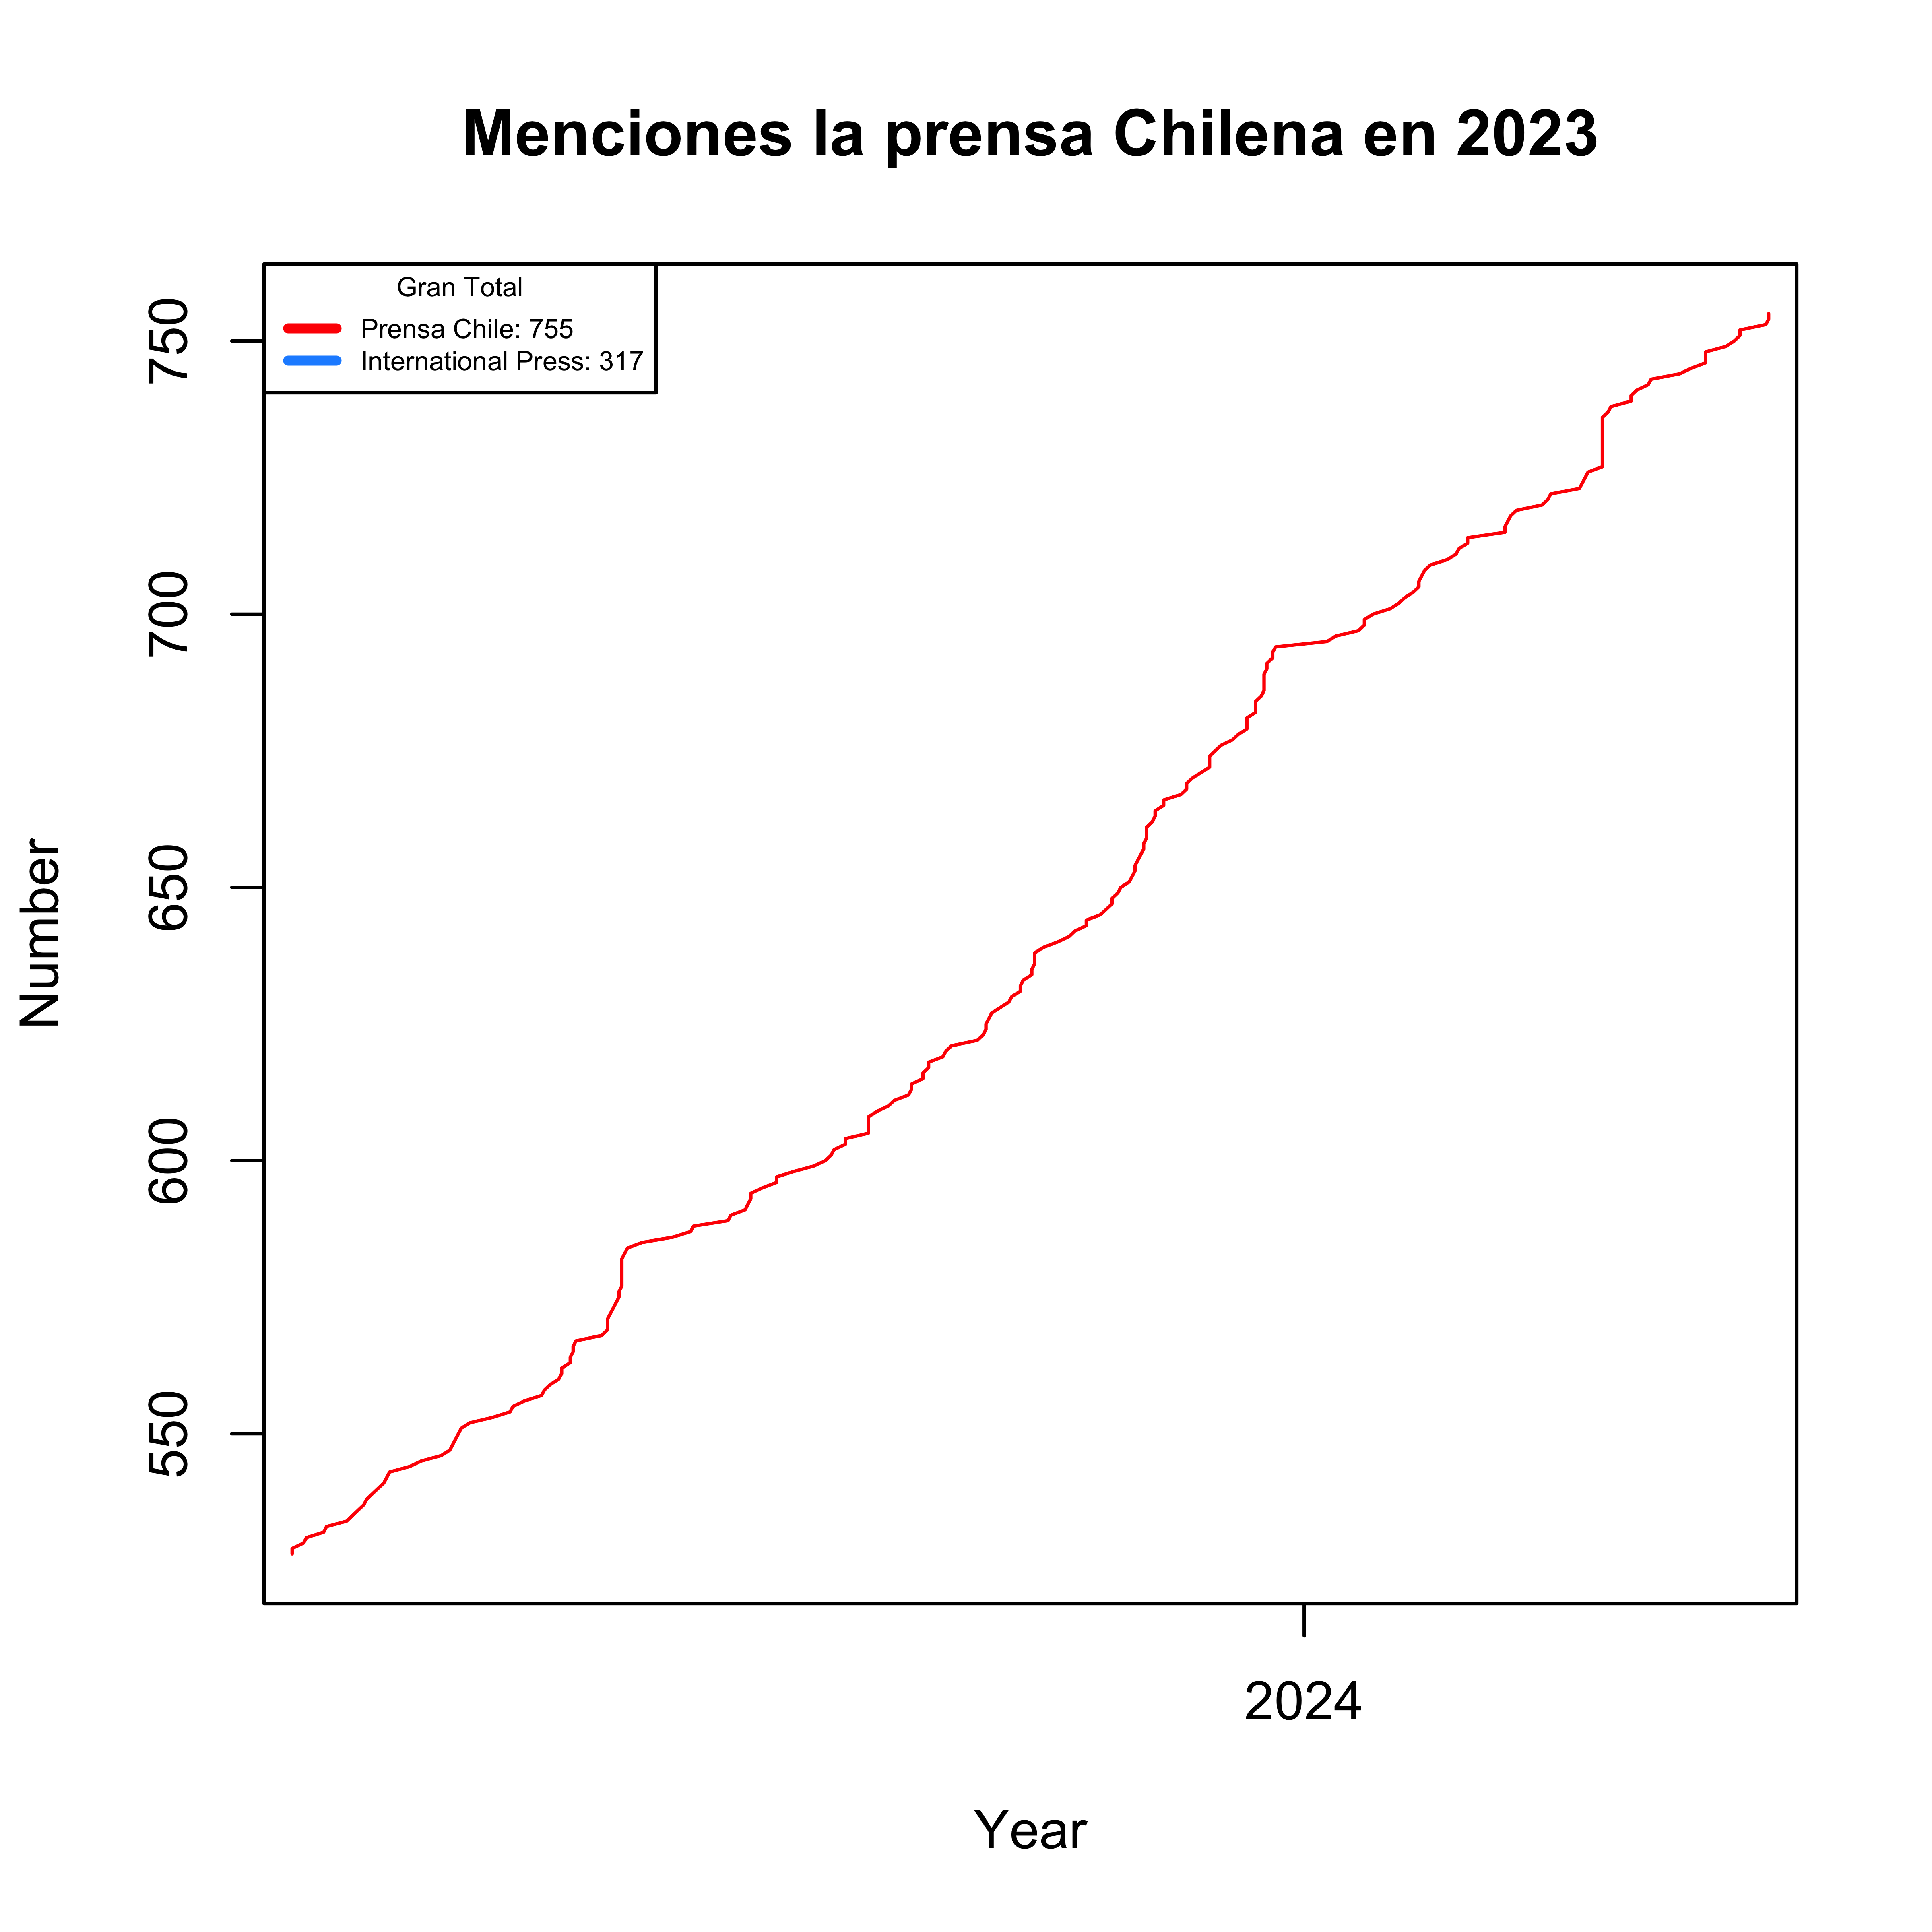 Menciones la prensa Chilena en 2023
Gran Total
Prensa Chile: 755
International Press: 317
750
700
650
600
550
Number
2024
Year